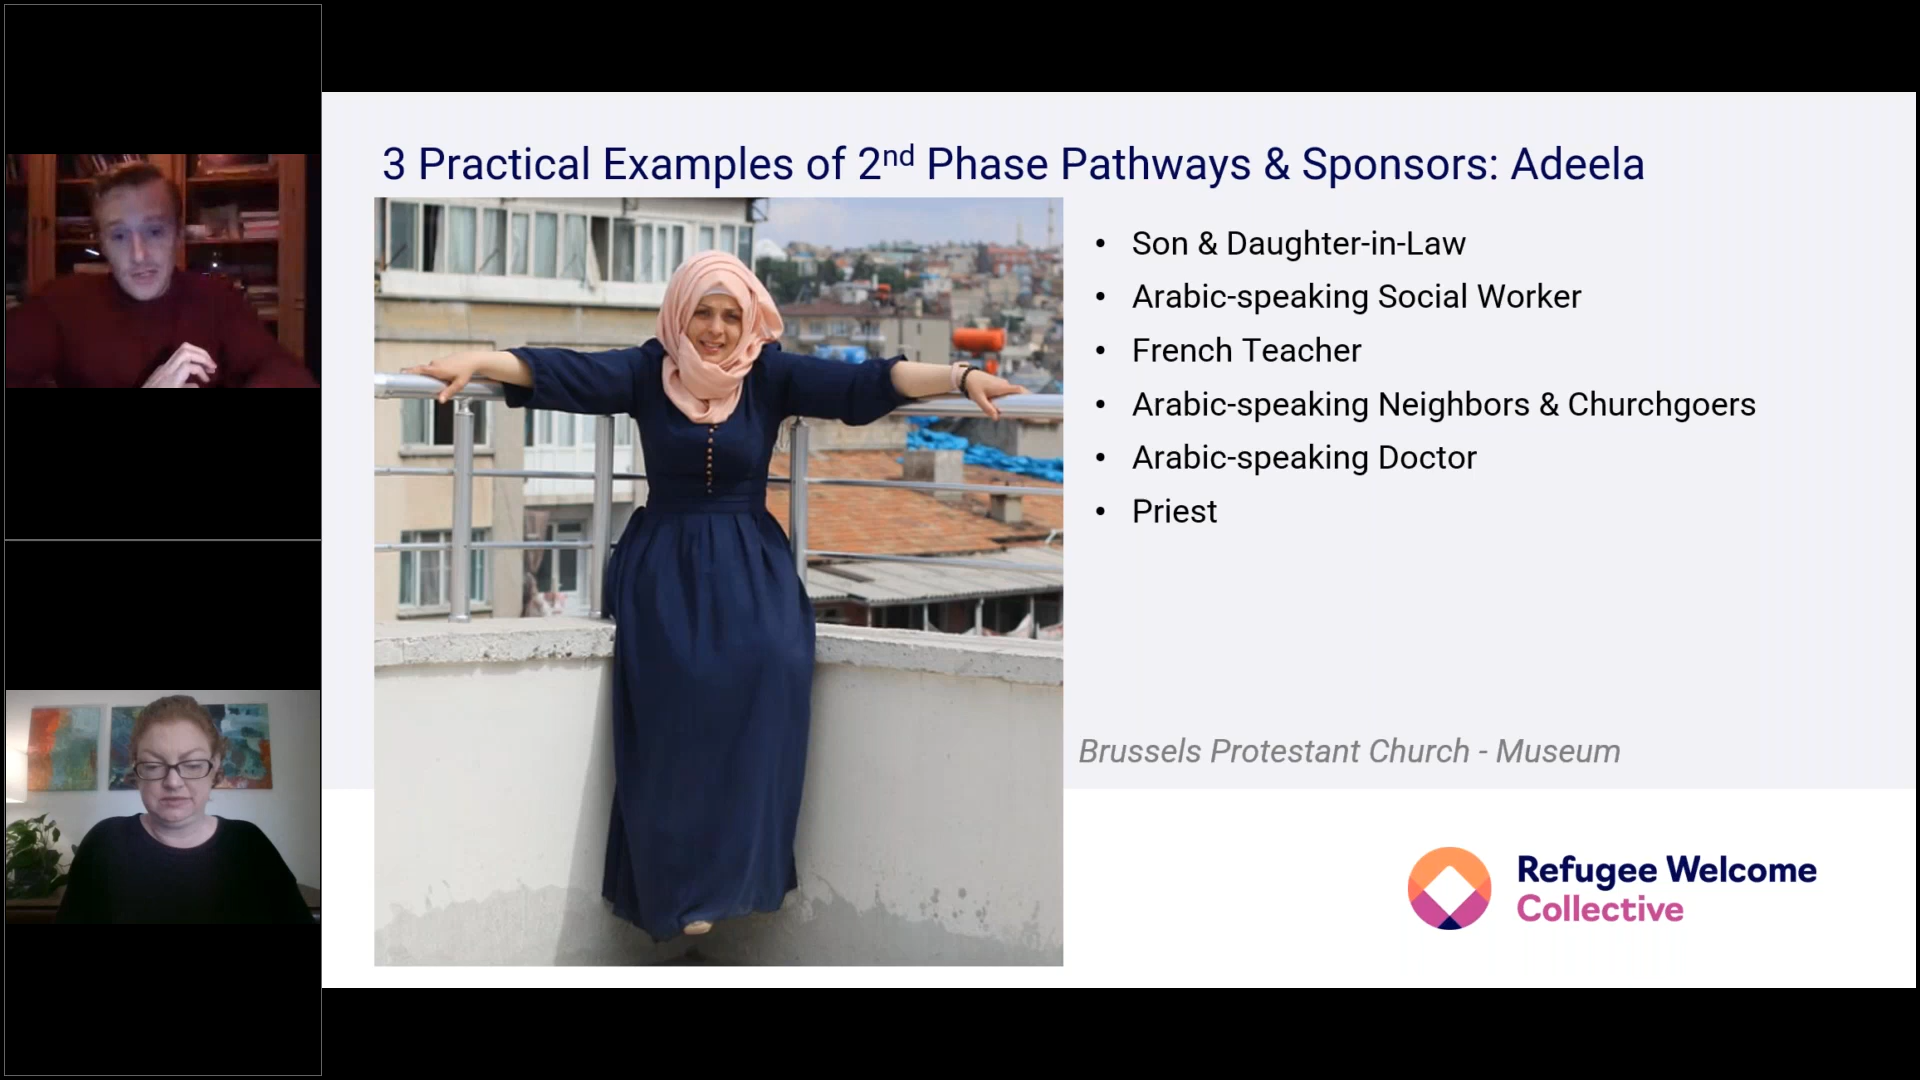 3 Practical Examples of 2nd Phase Pathways & Sponsors: Adeela
• Son & Daughter-in-Law
• Arabic-speaking Social Worker
• French Teacher
• Arabic-speaking Neighbors & Churchgoers
• Arabic-speaking Doctor
• Priest
Brussels Protestant Church - Museum
Refugee Welcome
Collective